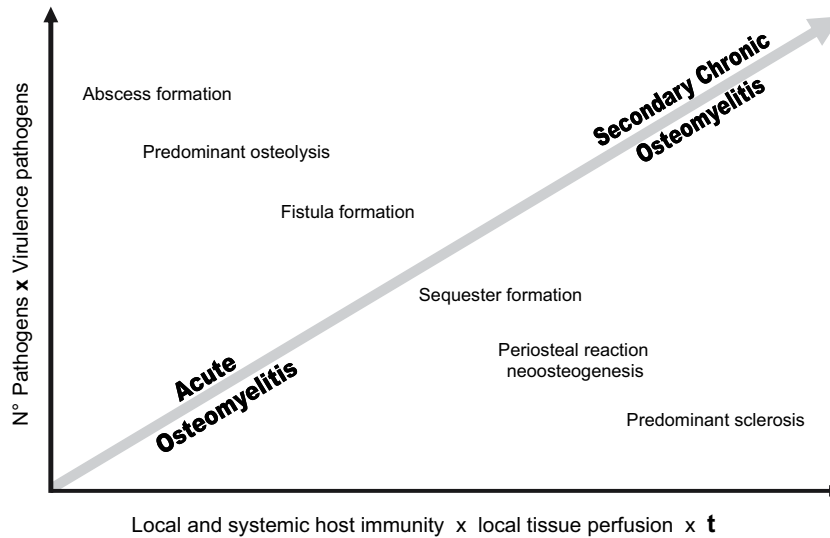 Abscess formation
Predominant osteolysis
Fistula formation
Secondary Chronic
Osteomyelitis
Sequester formation
Periosteal reaction
neoosteogenesis
Predominant sclerosis
Acute
Osteomyelitis
N° Pathogens x Virulence pathogens
Local and systemic host immunity x local tissue perfusion x t